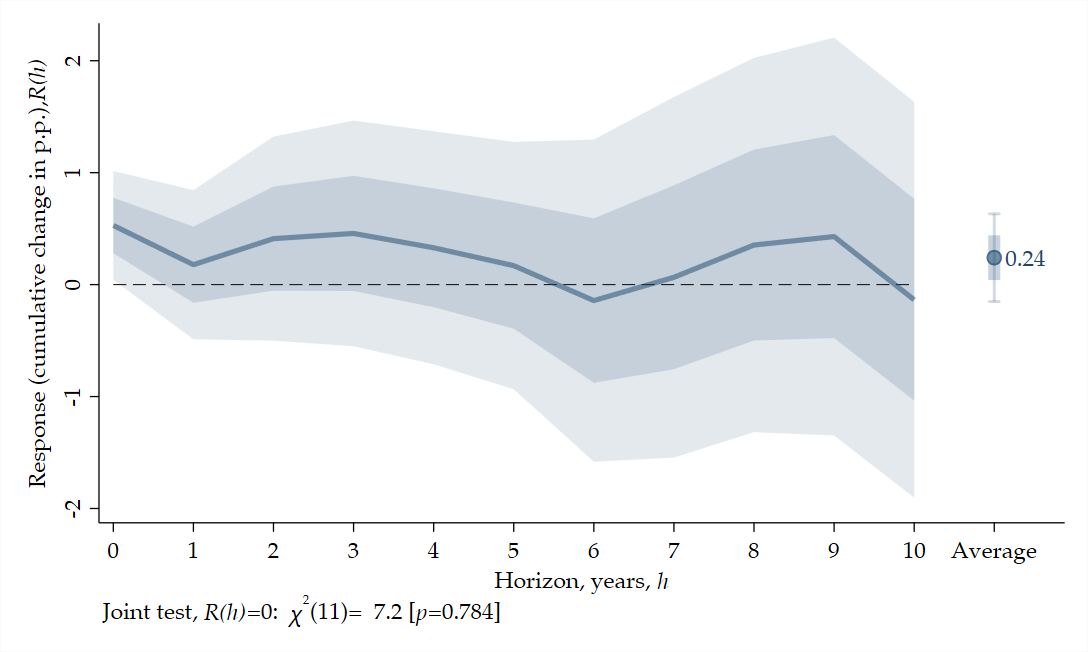 Response (cumulative change in p.p.),R(h)
2
1
0
-1
-2
0.24
0 1 2 3 4 5 6 7 8 9 10 Average
Horizon, years, h
Joint test, R(h)=0: χ²(11)= 7.2 [p=0.784]